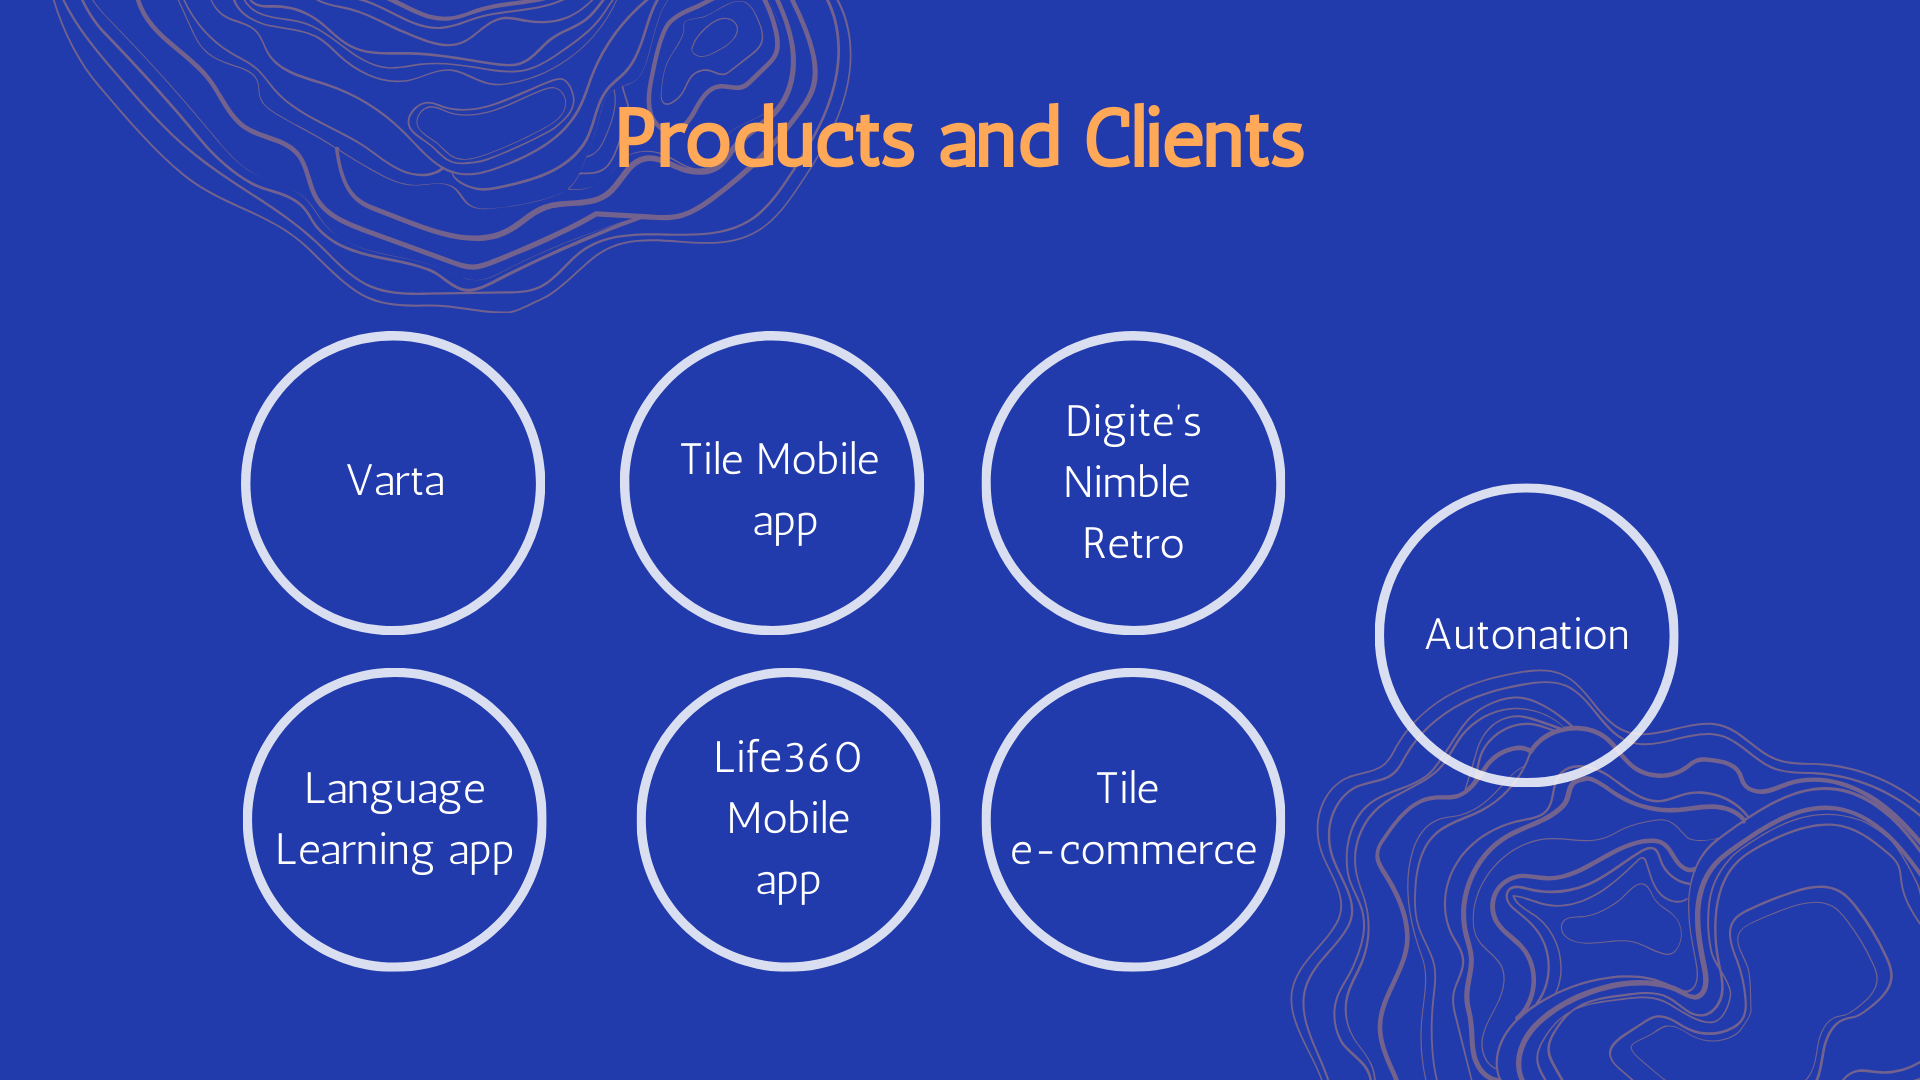 Products and Clients
Varta
Tile Mobile
app
Digite's
Nimble
Retro
Autonation
Language
Learning app
Life360
Mobile
app
Tile
e-commerce